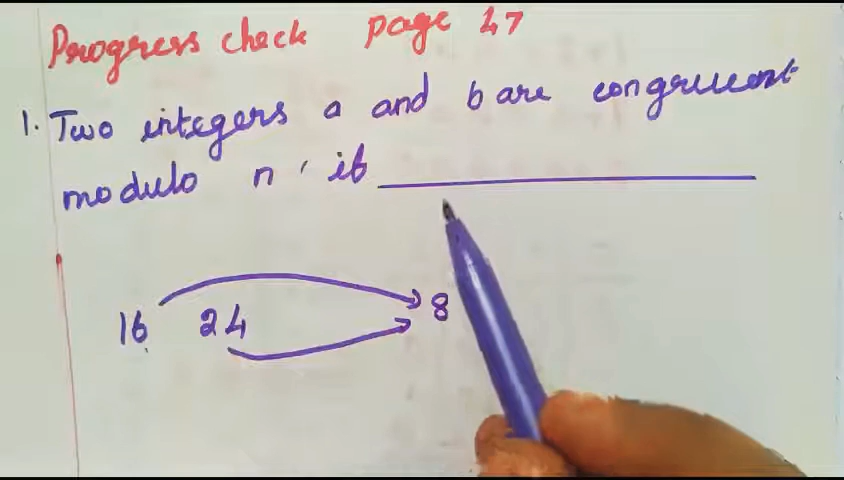 Progress check page 47
1. Two integers a and b are congruent
modulo n, if
16 24 8